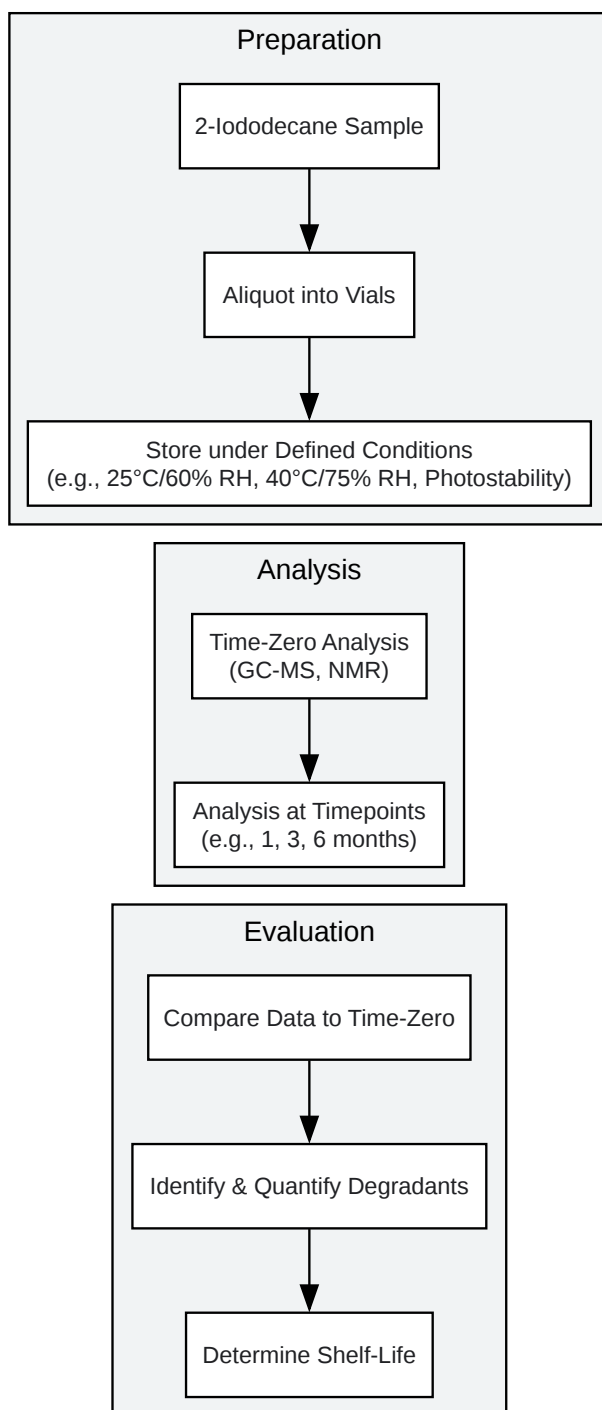 Preparation
2-Iododecane Sample
Aliquot into Vials
Store under Defined Conditions
(e.g., 25°C/60% RH, 40°C/75% RH, Photostability)
Analysis
Time-Zero Analysis
(GC-MS, NMR)
Analysis at Timepoints
(e.g., 1, 3, 6 months)
Evaluation
Compare Data to Time-Zero
Identify & Quantify Degradants
Determine Shelf-Life